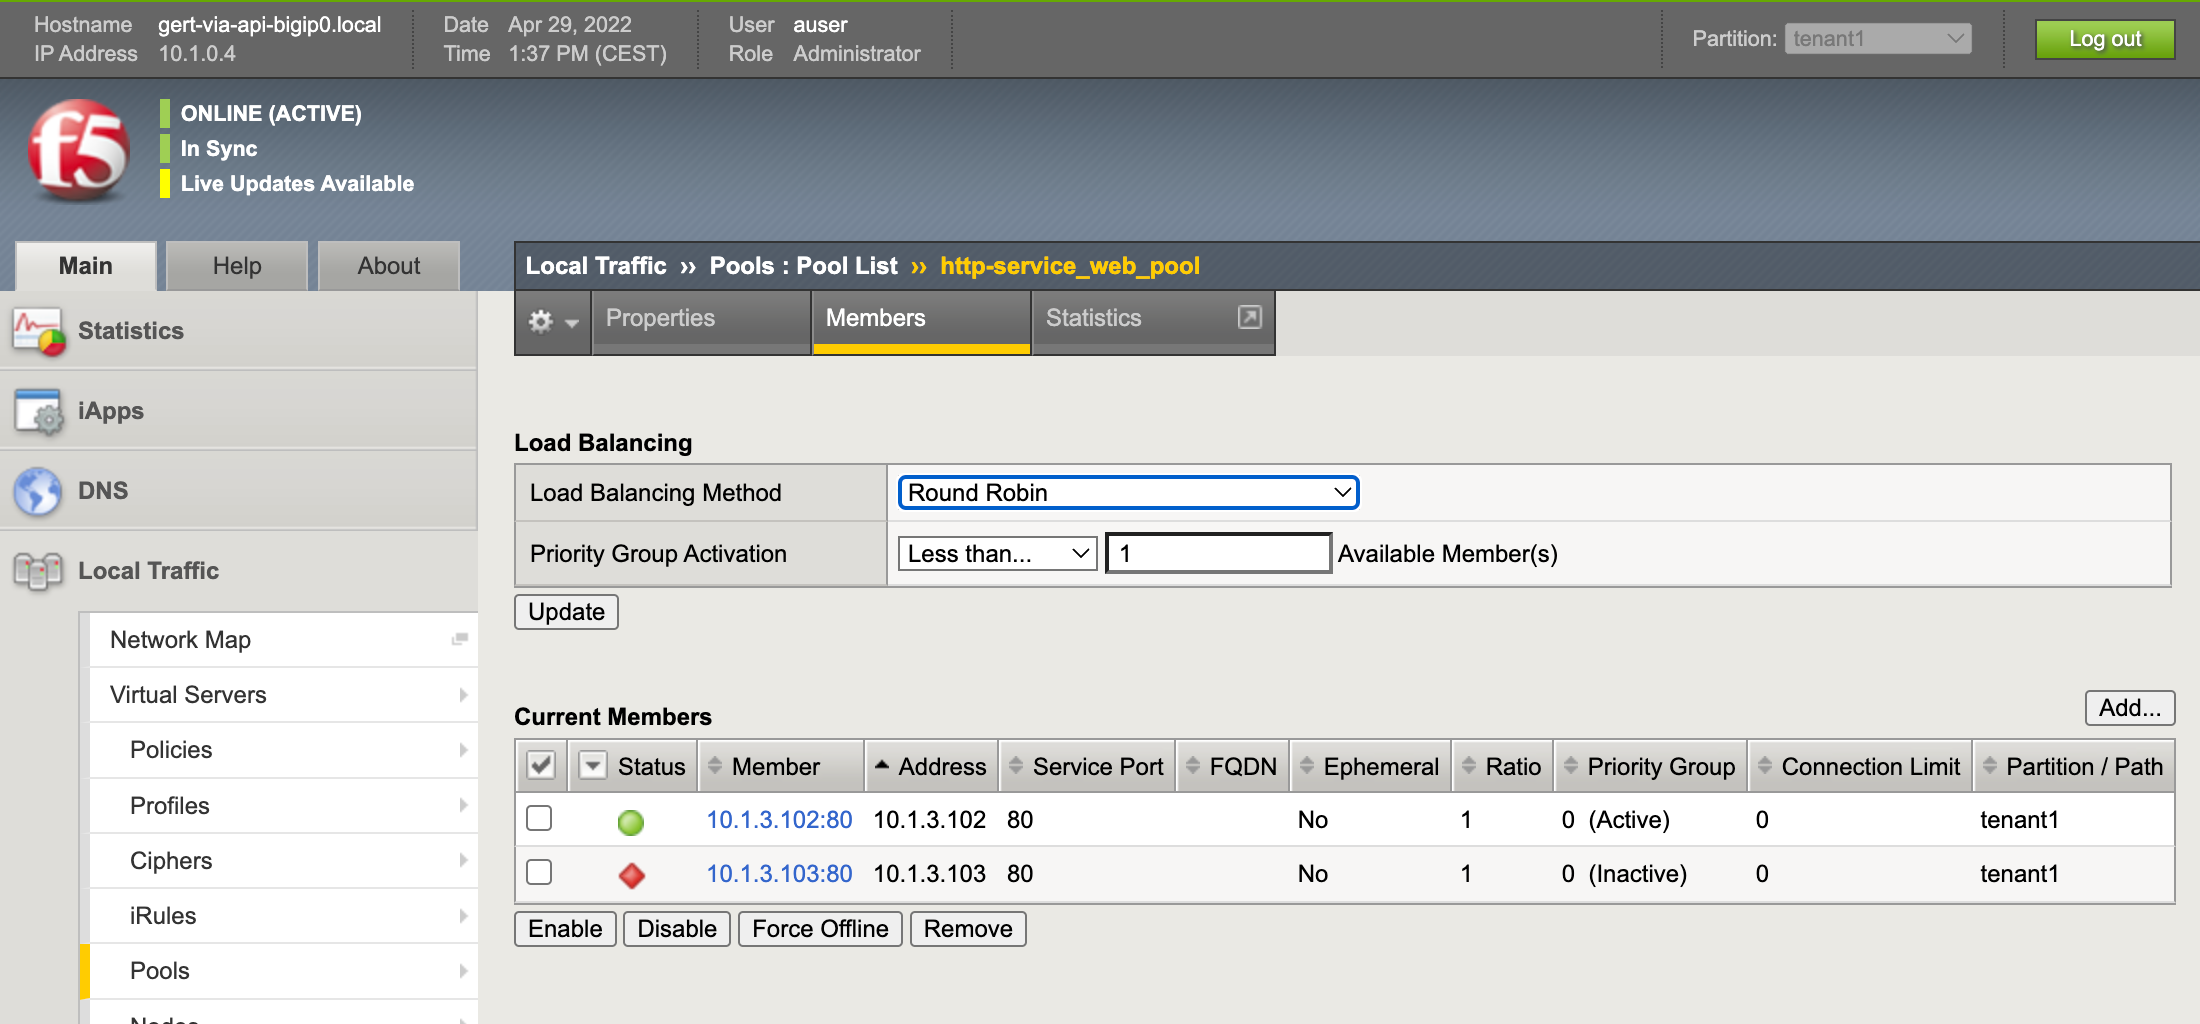 Hostname gert-via-api-bigip0.local Date Apr 29, 2022 User auser
IP Address 10.1.0.4 Time 1:37 PM (CEST) Role Administrator
Partition: tenant1 Log out
f5
ONLINE (ACTIVE)
In Sync
Live Updates Available
Main Help About
Local Traffic ›› Pools : Pool List ›› http-service_web_pool
Properties Members Statistics
Statistics
iApps
DNS
Local Traffic
Network Map
Virtual Servers
Policies
Profiles
Ciphers
iRules
Pools
Nodes
Load Balancing
Load Balancing Method Round Robin
Priority Group Activation Less than... 1 Available Member(s)
Update
Current Members Add...
Status Member Address Service Port FQDN Ephemeral Ratio Priority Group Connection Limit Partition / Path
10.1.3.102:80 10.1.3.102 80 No 1 0 (Active) 0 tenant1
10.1.3.103:80 10.1.3.103 80 No 1 0 (Inactive) 0 tenant1
Enable Disable Force Offline Remove